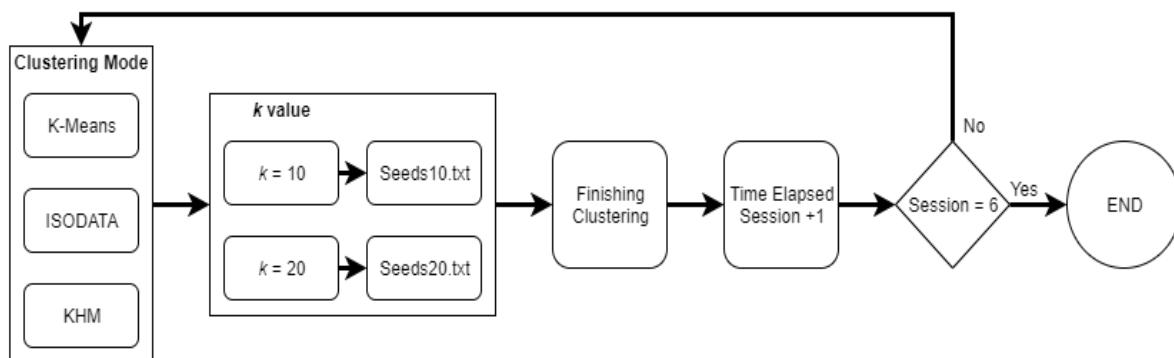 Clustering Mode
K-Means
ISODATA
KHM
k value
k = 10
Seeds10.txt
k = 20
Seeds20.txt
Finishing
Clustering
Time Elapsed
Session +1
Session = 6
No
Yes
END